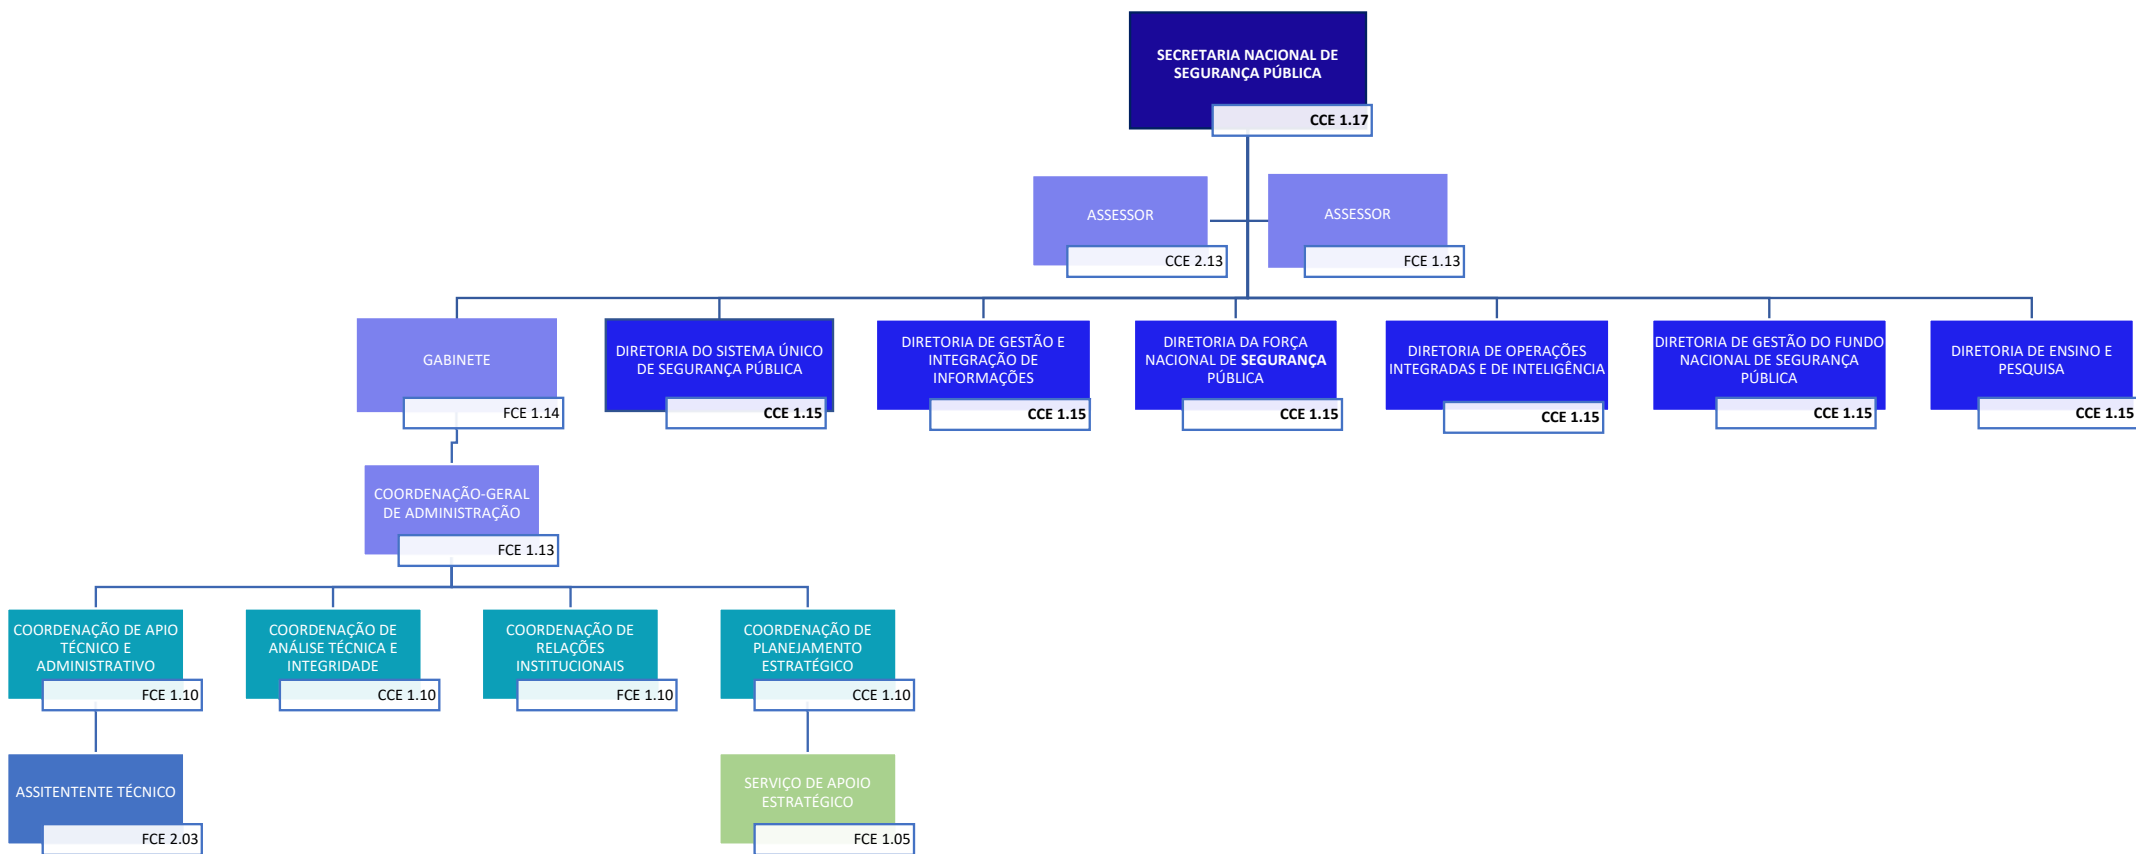 SECRETARIA NACIONAL DE
SEGURANÇA PÚBLICA
CCE 1.17
ASSESSOR
CCE 2.13
ASSESSOR
FCE 1.13
GABINETE
FCE 1.14
DIRETORIA DO SISTEMA ÚNICO
DE SEGURANÇA PÚBLICA
CCE 1.15
DIRETORIA DE GESTÃO E
INTEGRAÇÃO DE
INFORMAÇÕES
CCE 1.15
DIRETORIA DA FORÇA
NACIONAL DE SEGURANÇA
PÚBLICA
CCE 1.15
DIRETORIA DE OPERAÇÕES
INTEGRADAS E DE INTELIGÊNCIA
CCE 1.15
DIRETORIA DE GESTÃO DO FUNDO
NACIONAL DE SEGURANÇA
PÚBLICA
CCE 1.15
DIRETORIA DE ENSINO E
PESQUISA
CCE 1.15
COORDENAÇÃO-GERAL
DE ADMINISTRAÇÃO
FCE 1.13
COORDENAÇÃO DE APIO
TÉCNICO E
ADMINISTRATIVO
FCE 1.10
COORDENAÇÃO DE
ANÁLISE TÉCNICA E
INTEGRIDADE
CCE 1.10
COORDENAÇÃO DE
RELAÇÕES
INSTITUCIONAIS
FCE 1.10
COORDENAÇÃO DE
PLANEJAMENTO
ESTRATÉGICO
CCE 1.10
ASSITENTENTE TÉCNICO
FCE 2.03
SERVIÇO DE APOIO
ESTRATÉGICO
FCE 1.05